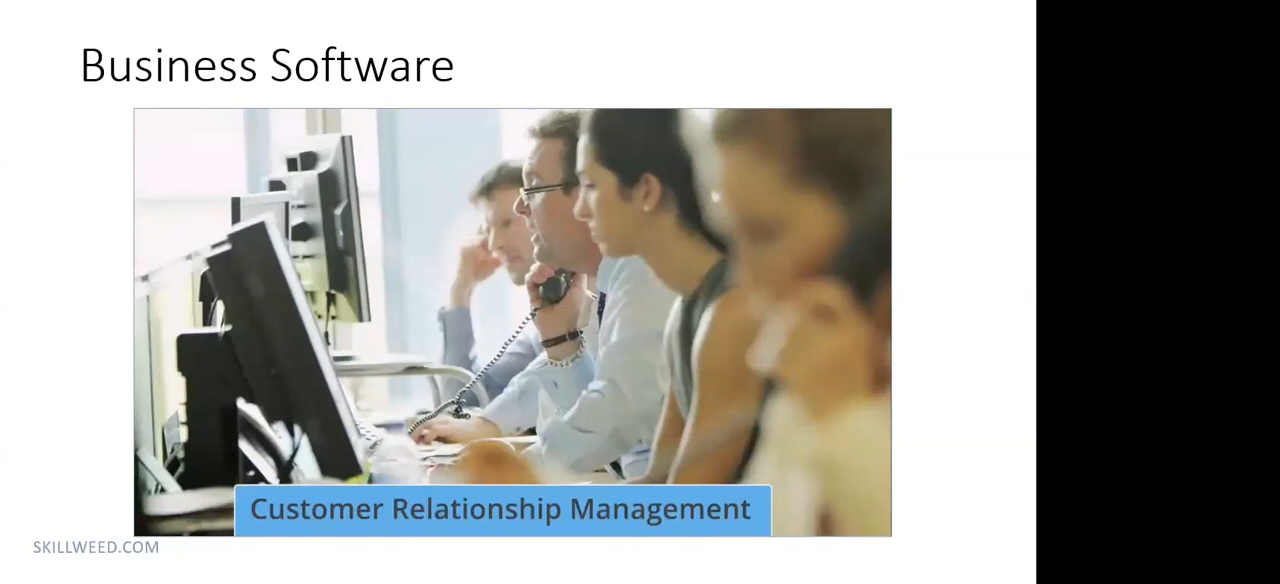 Business Software
Customer Relationship Management
SKILLWEED.COM